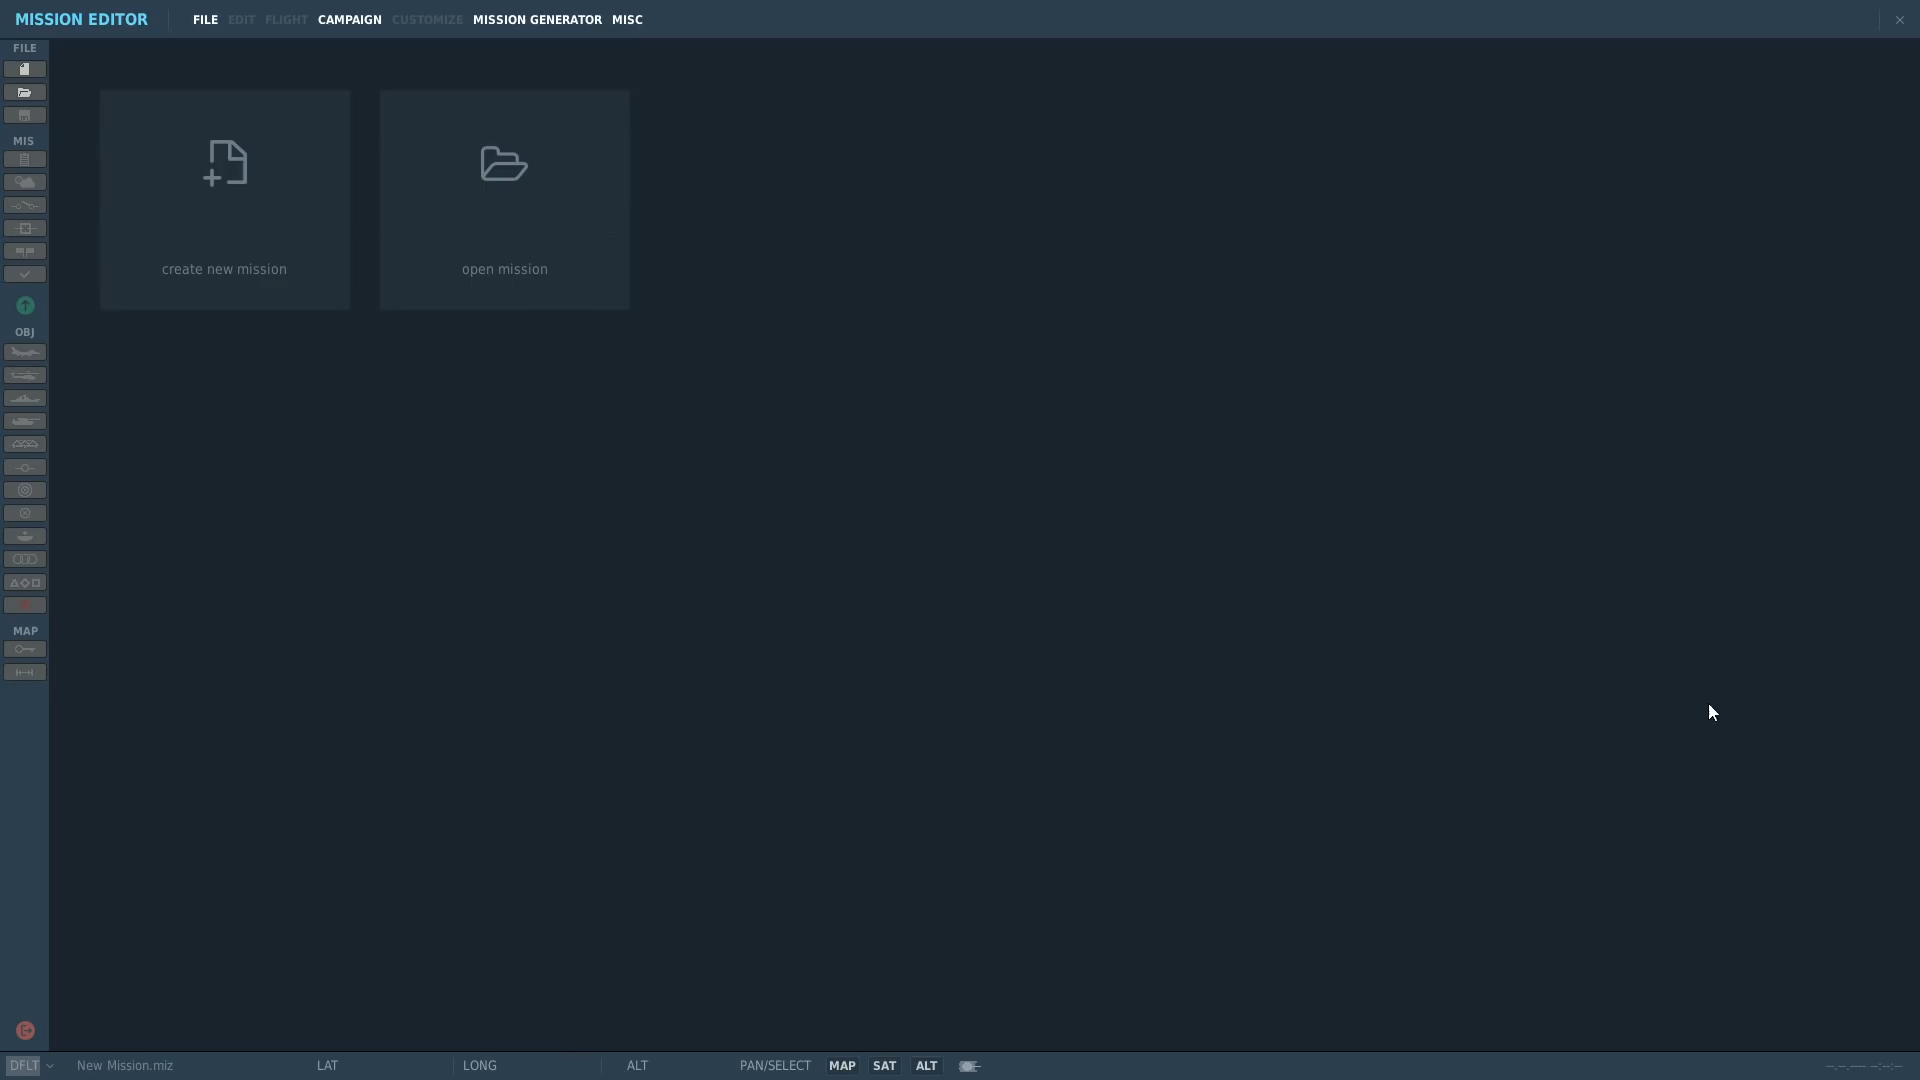 MISSION EDITOR
FILE EDIT FLIGHT CAMPAIGN CUSTOMIZE MISSION GENERATOR MISC
FILE
MIS
OBJ
MAP
create new mission
open mission
DFLT New Mission.miz LAT LONG ALT PAN/SELECT MAP SAT ALT